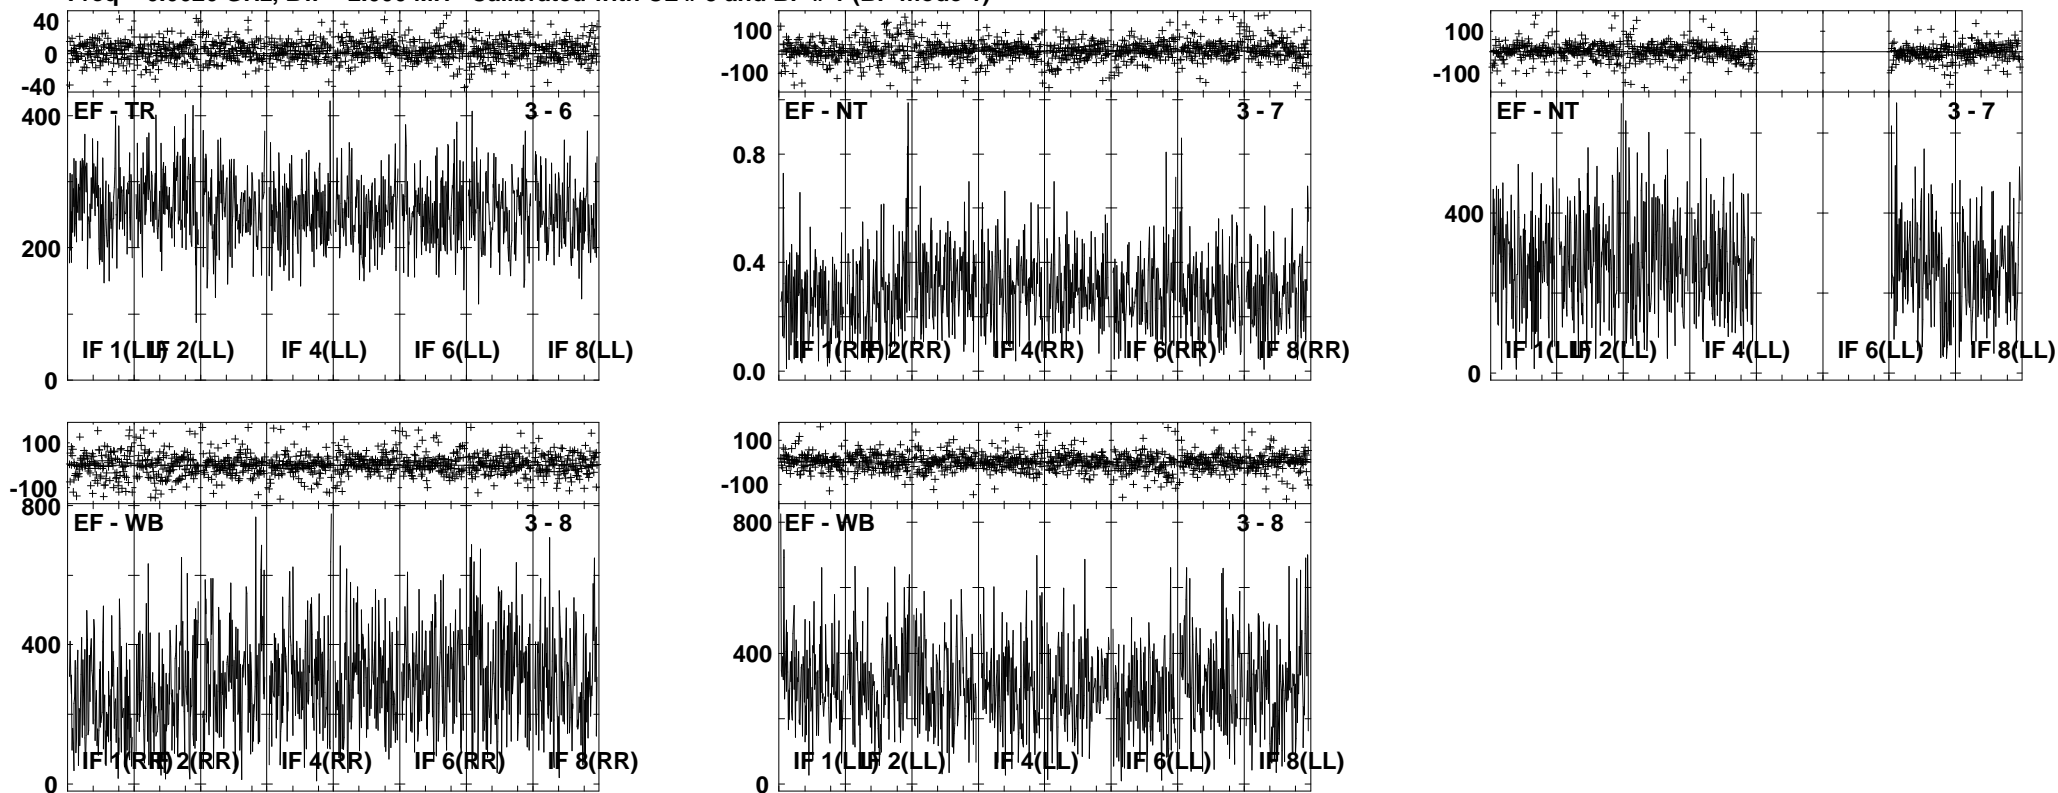 40
0
-40
EF - TR 3 - 6
400
200
0
IF 1(LL) IF 2(LL) IF 4(LL) IF 6(LL) IF 8(LL)
100
-100
EF - NT 3 - 7
0.8
0.4
0.0
IF 1(RR) IF 2(RR) IF 4(RR) IF 6(RR) IF 8(RR)
100
-100
EF - NT 3 - 7
400
0
IF 1(LL) IF 2(LL) IF 4(LL) IF 6(LL) IF 8(LL)
100
-100
800
EF - WB 3 - 8
400
0
IF 1(RR) IF 2(RR) IF 4(RR) IF 6(RR) IF 8(RR)
100
-100
800
EF - WB 3 - 8
400
0
IF 1(LL) IF 2(LL) IF 4(LL) IF 6(LL) IF 8(LL)